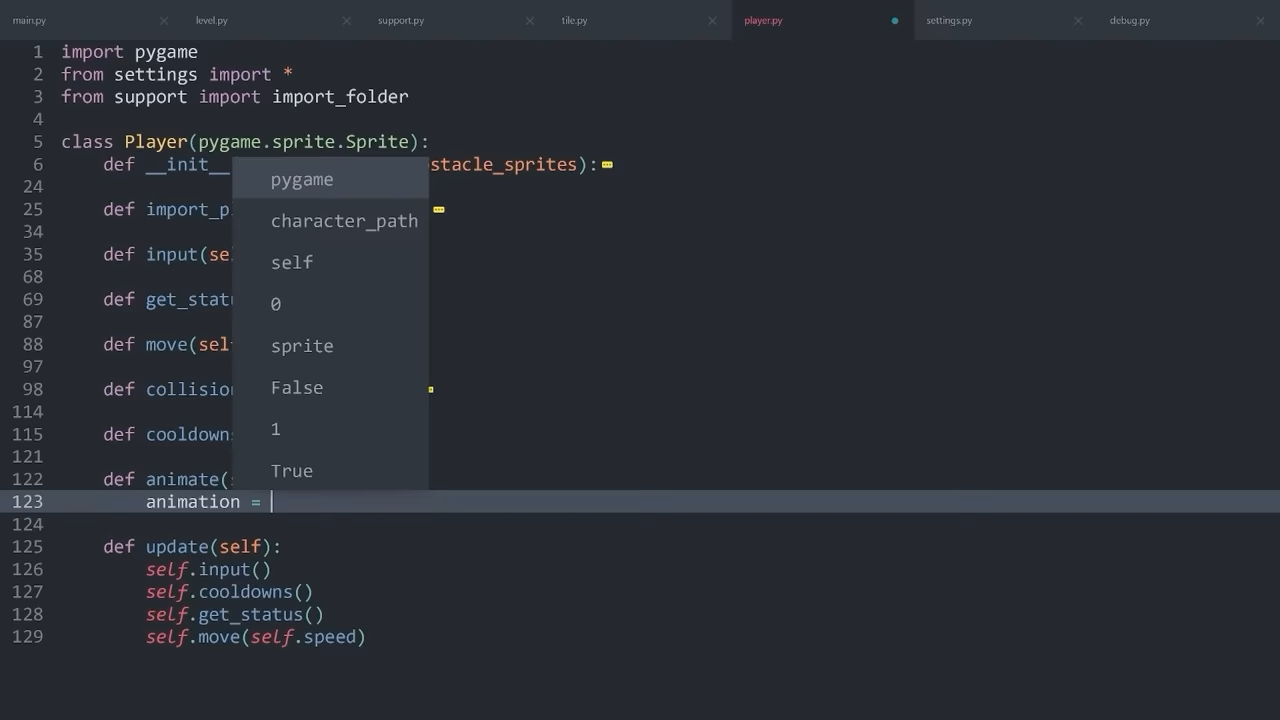 main.py level.py support.py tile.py player.py settings.py debug.py
1 import pygame
2 from settings import *
3 from support import import_folder
4
5 class Player(pygame.sprite.Sprite):
6 def __init__ stacle_sprites):
24 pygame
25 def import_p
34 character_path
35 def input(se
68 self
69 def get_statu
87 0
88 def move(sel
97 sprite
98 def collision
114 False
115 def cooldown
121 1
122 def animate(
True
123 animation =
124
125 def update(self):
126 self.input()
127 self.cooldowns()
128 self.get_status()
129 self.move(self.speed)